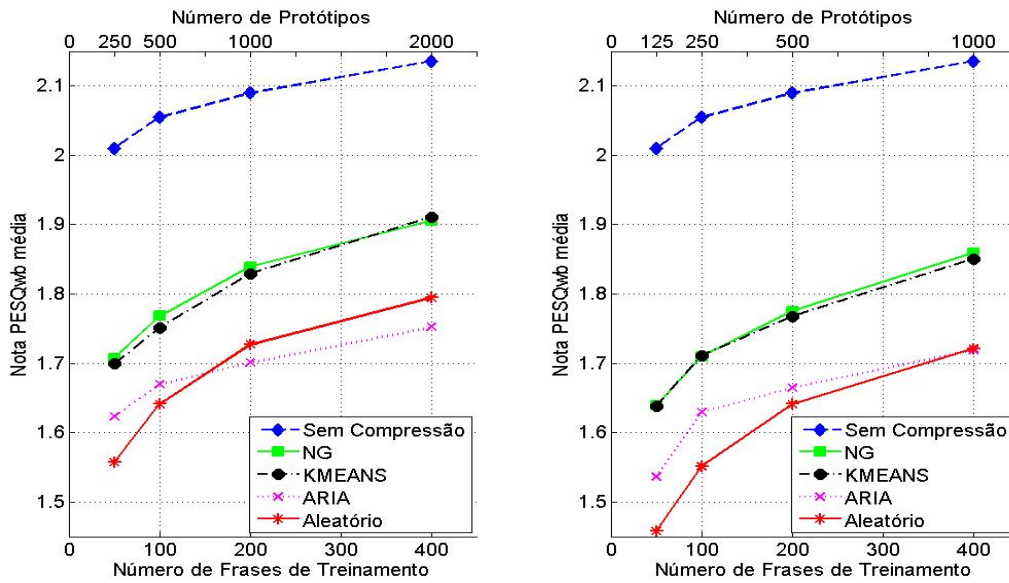 Número de Protótipos
0 250 500 1000 2000
2.1
2
1.9
1.8
1.7
1.6
1.5
Nota PESQwb média
Sem Compressão
NG
KMEANS
ARIA
Aleatório
0 100 200 300 400
Número de Frases de Treinamento
Número de Protótipos
0 125 250 500 1000
2.1
2
1.9
1.8
1.7
1.6
1.5
Nota PESQwb média
Sem Compressão
NG
KMEANS
ARIA
Aleatório
0 100 200 300 400
Número de Frases de Treinamento